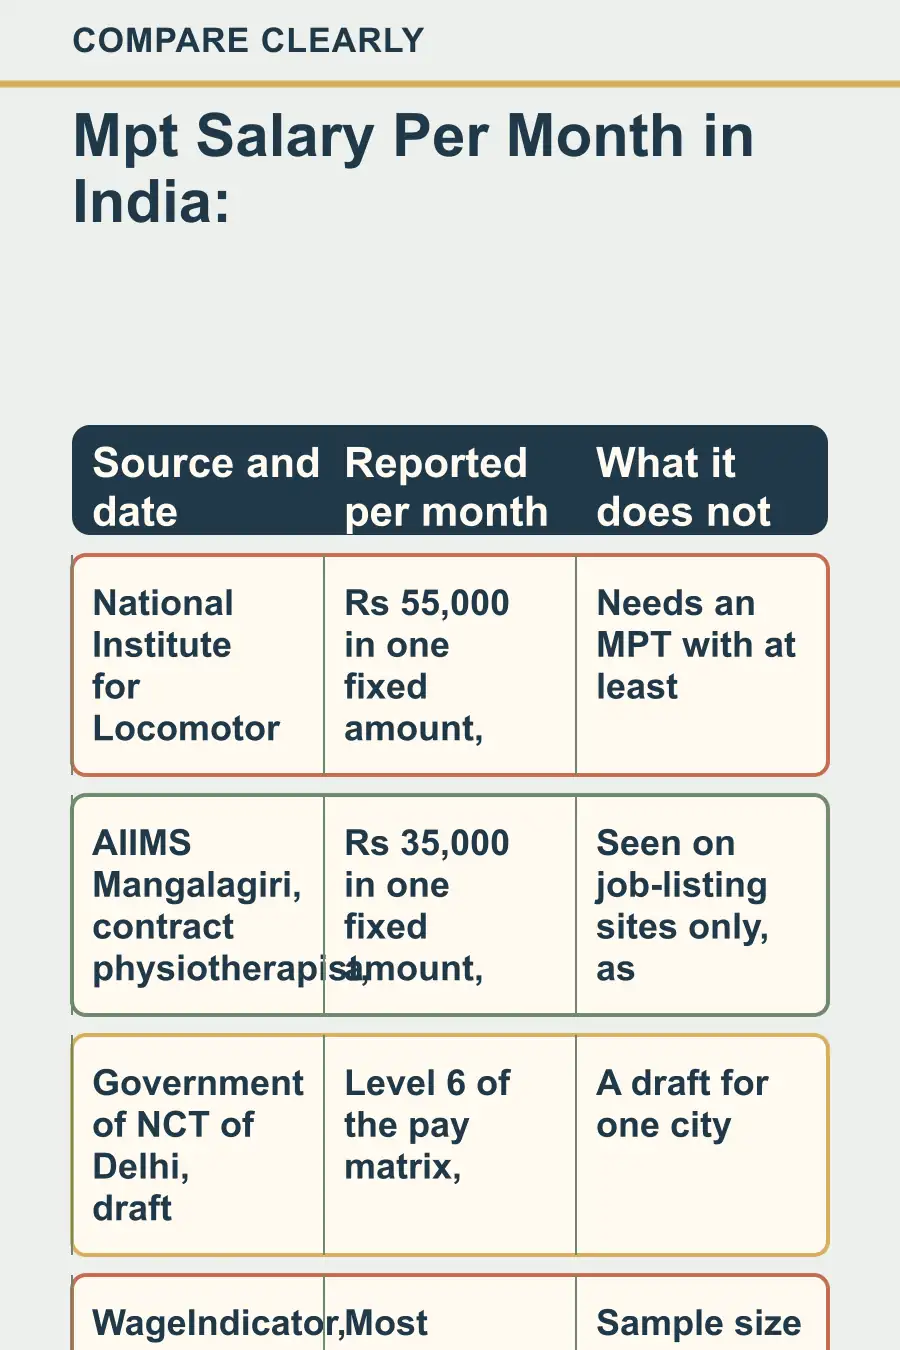 COMPARE CLEARLY
Mpt Salary Per Month in
India:
Source and
date
Reported
per month
What it
does not
National
Institute
for
Locomotor
Rs 55,000
in one
fixed
amount,
Needs an
MPT with at
least
AIIMS
Mangalagiri,
contract
physiotherapist,
Rs 35,000
in one
fixed
amount,
Seen on
job-listing
sites only,
as
Government
of NCT of
Delhi,
draft
Level 6 of
the pay
matrix,
A draft for
one city
WageIndicator,
Most
Sample size